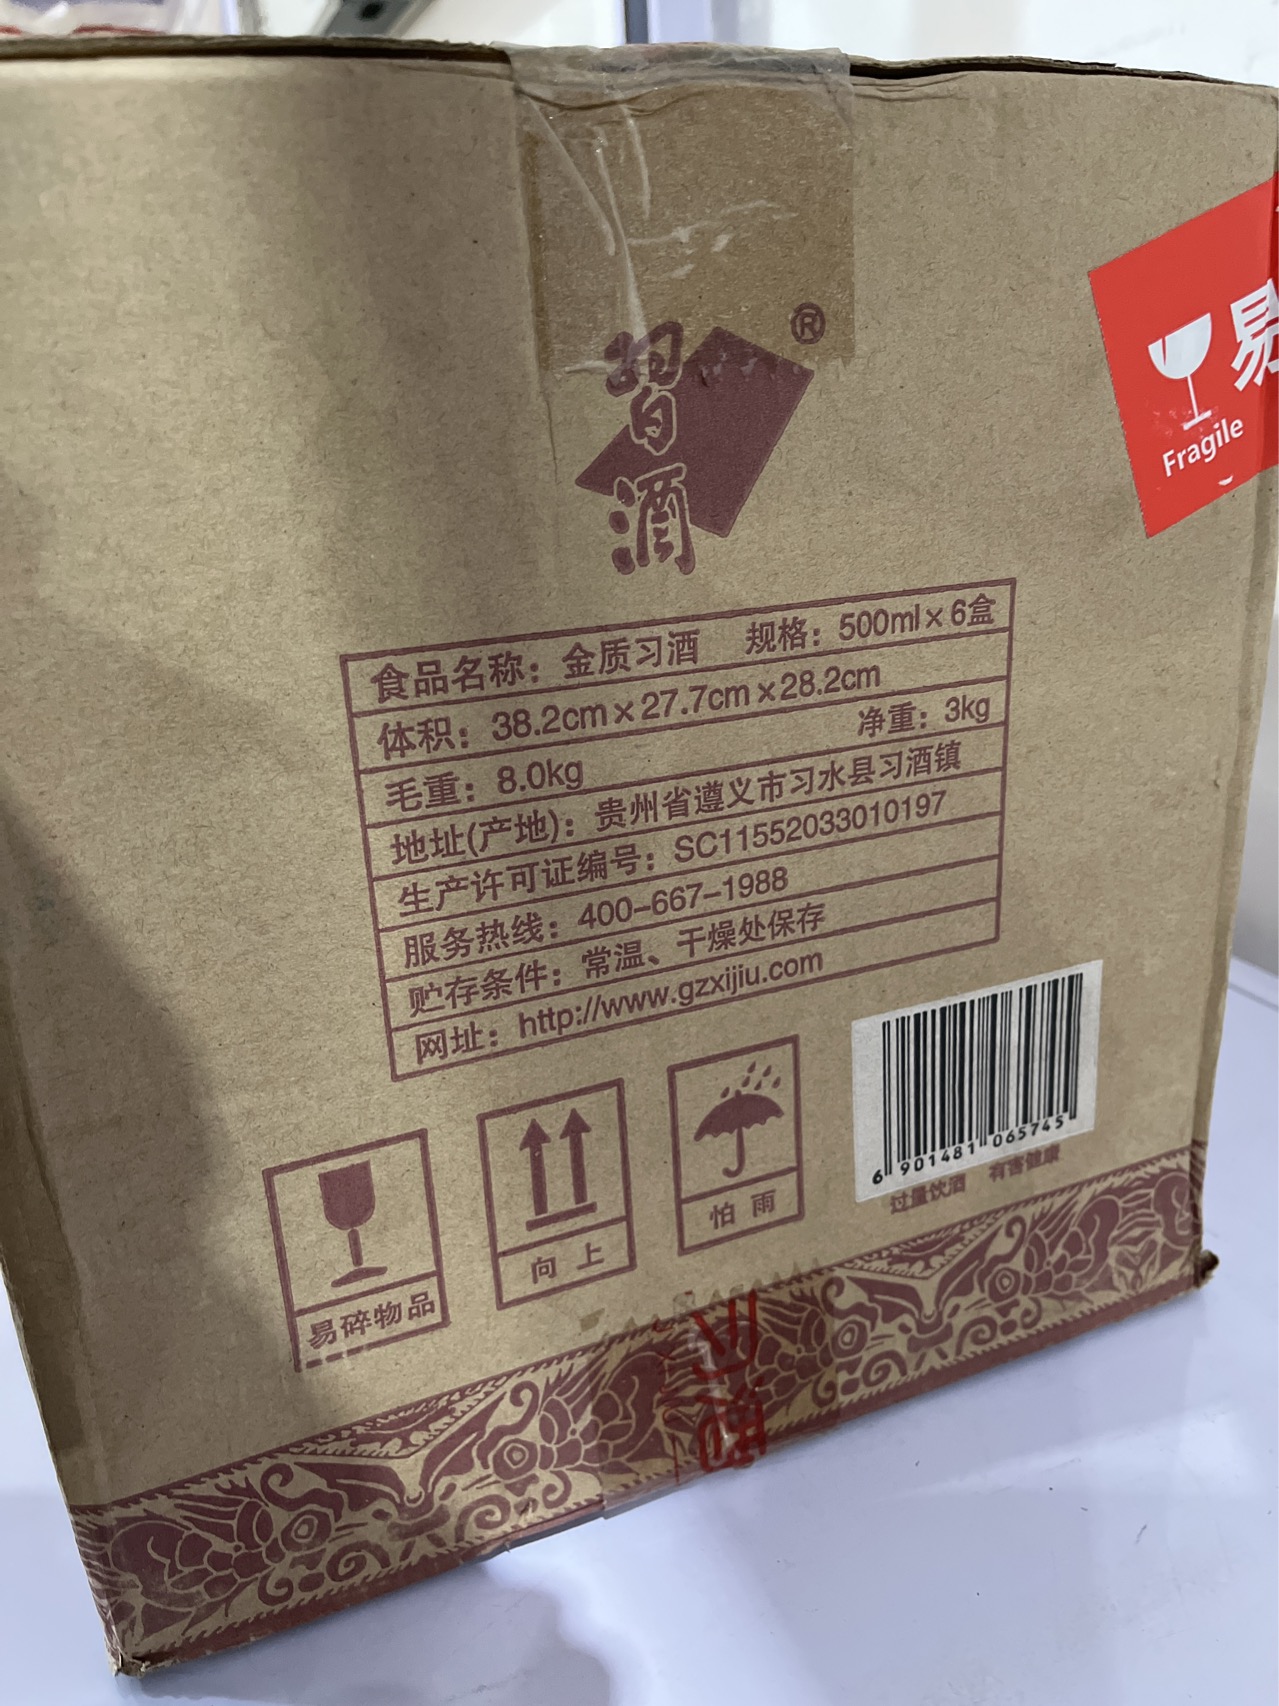 習
酒
®
易
Fragile
食品名称：金质习酒 规格：500ml×6盒
体积：38.2cm×27.7cm×28.2cm
毛重：8.0kg 净重：3kg
地址(产地)：贵州省遵义市习水县习酒镇
生产许可证编号：SC11552033010197
服务热线：400-667-1988
贮存条件：常温、干燥处保存
网址：http://www.gzxijiu.com
易碎物品
向上
怕雨
6 901481 065745
过量饮酒 有害健康